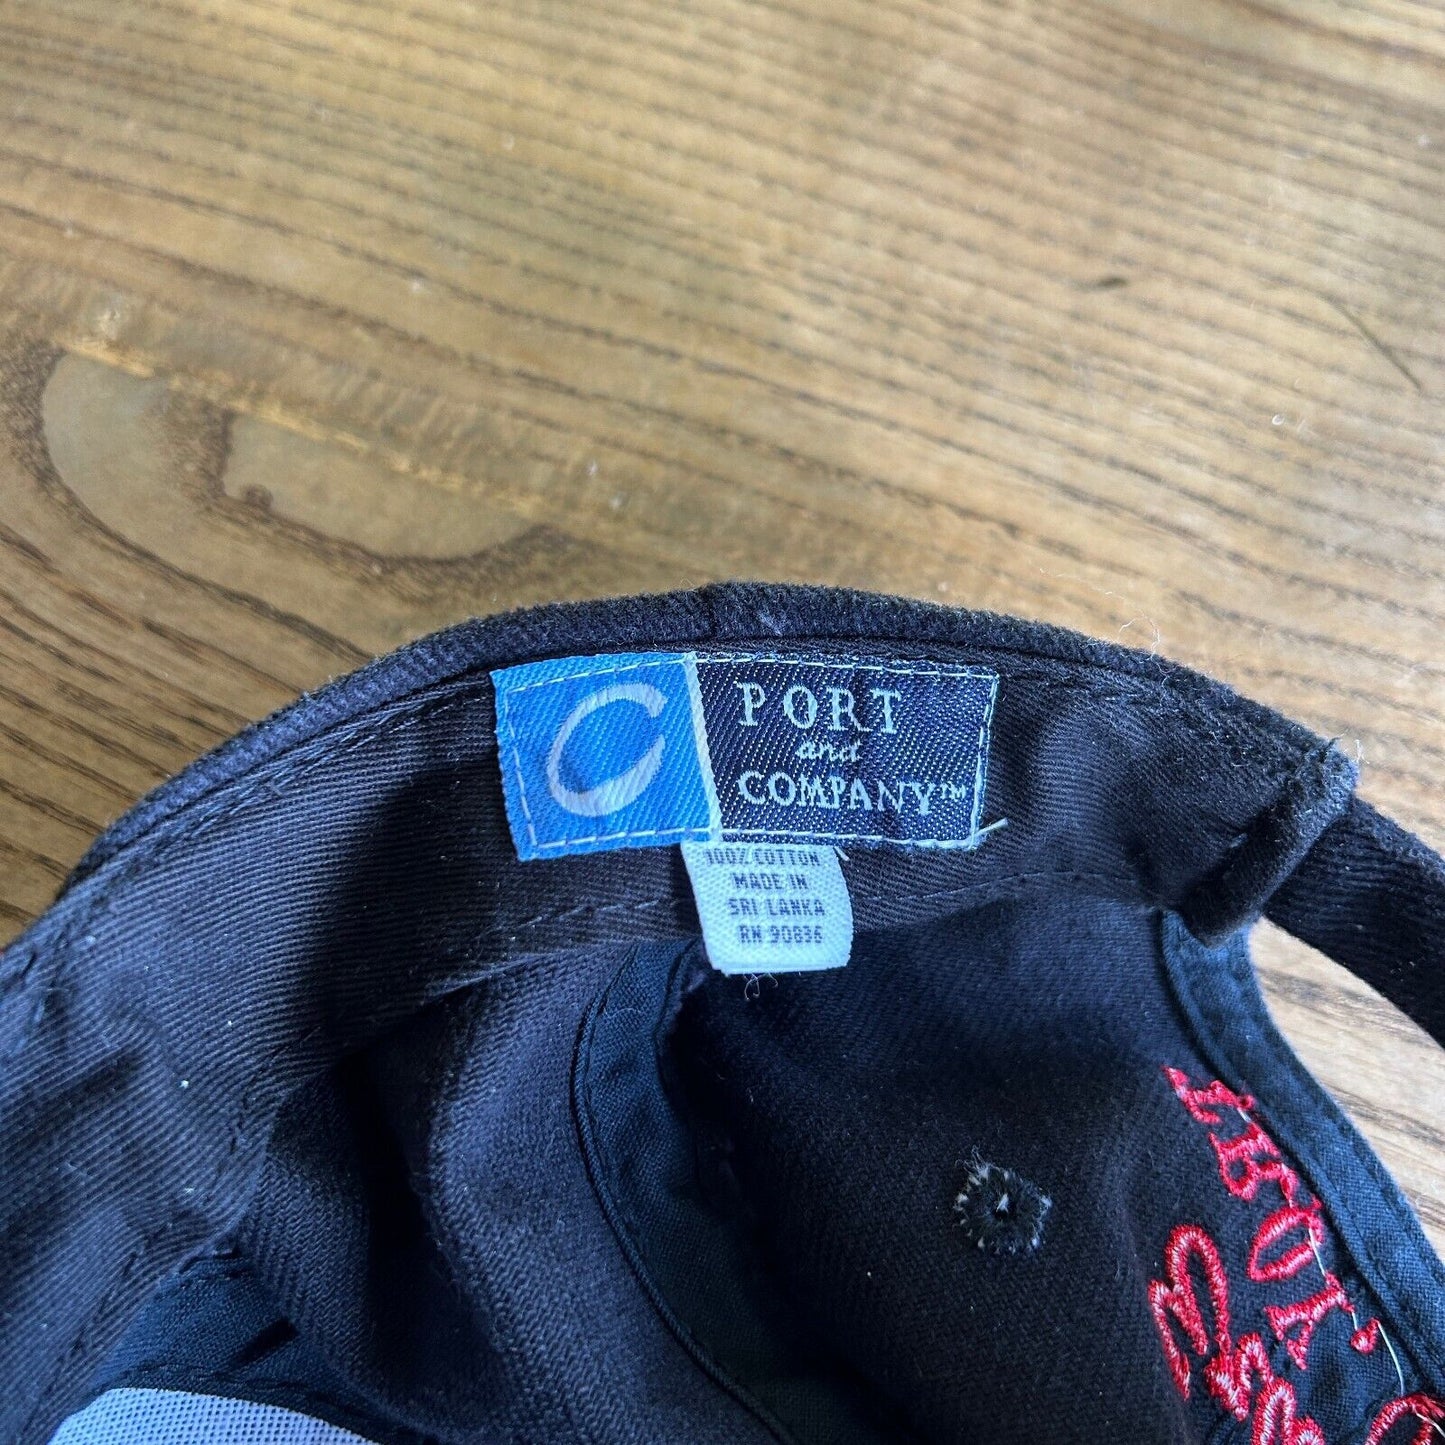 PORT
and
COMPANY™
100% COTTON
MADE IN
SRI LANKA
RN 90836